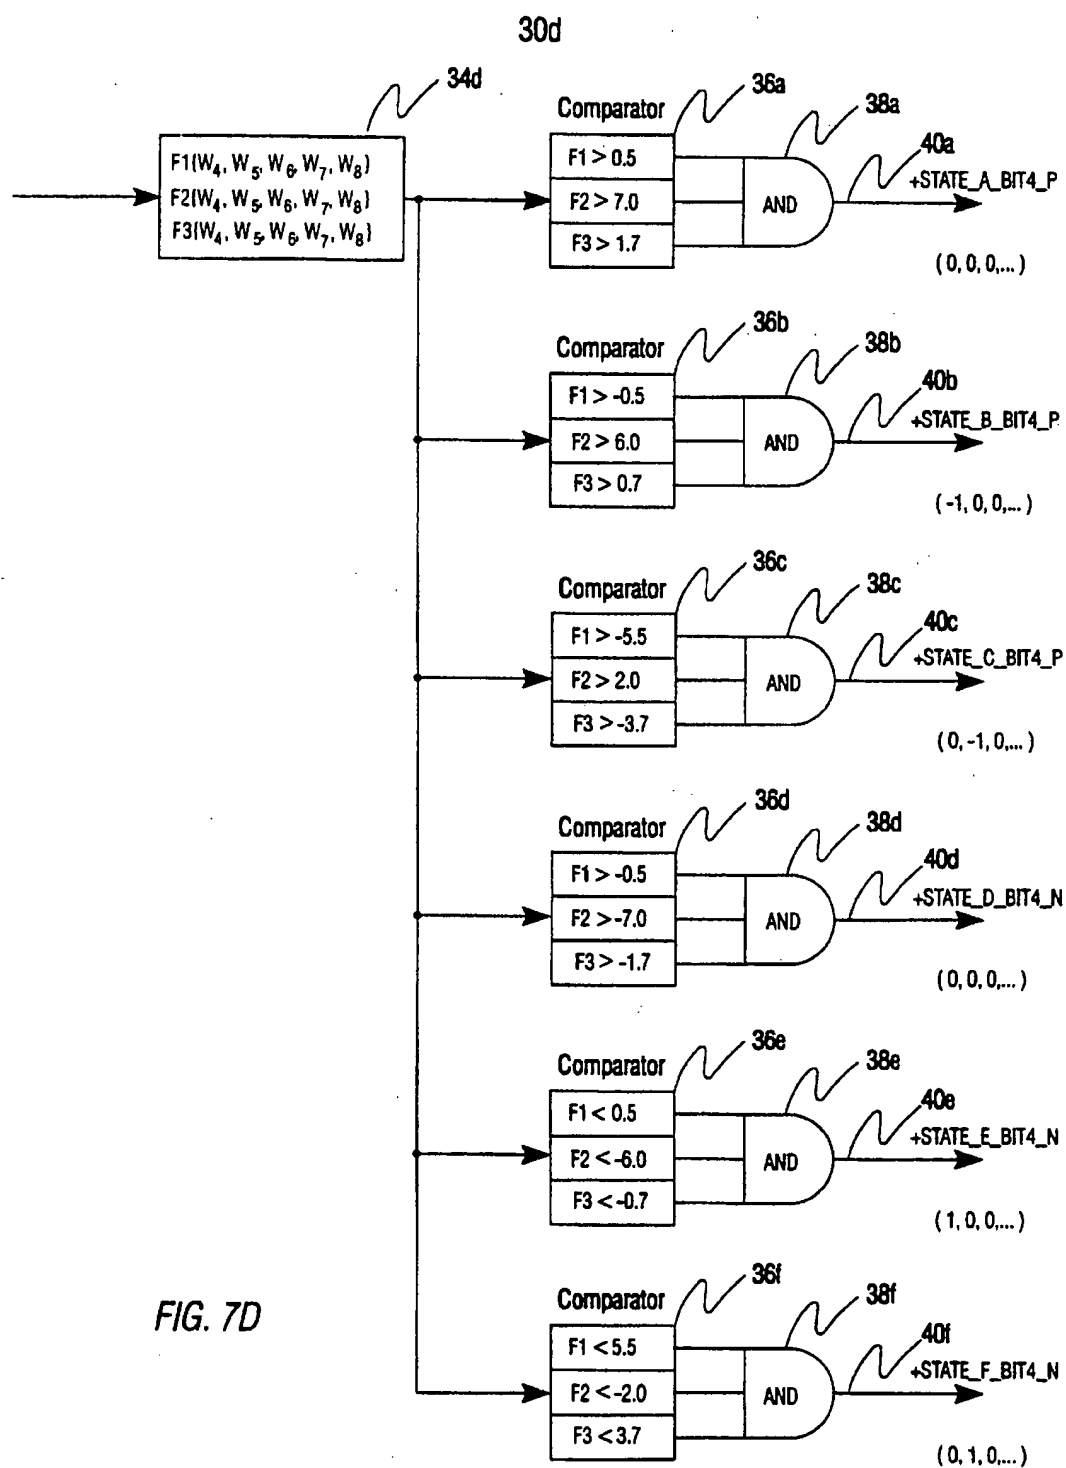 30d
34d
F1(W4, W5, W6, W7, W8)
F2(W4, W5, W6, W7, W8)
F3(W4, W5, W6, W7, W8)
Comparator
36a
38a
40a
F1 > 0.5
F2 > 7.0
F3 > 1.7
AND
+STATE_A_BIT4_P
(0, 0, 0,...)
Comparator
36b
38b
40b
F1 > -0.5
F2 > 6.0
F3 > 0.7
AND
+STATE_B_BIT4_P
(-1, 0, 0,...)
Comparator
36c
38c
40c
F1 > -5.5
F2 > 2.0
F3 > -3.7
AND
+STATE_C_BIT4_P
(0, -1, 0,...)
Comparator
36d
38d
40d
F1 > -0.5
F2 > -7.0
F3 > -1.7
AND
+STATE_D_BIT4_N
(0, 0, 0,...)
Comparator
36e
38e
40e
F1 < 0.5
F2 < -6.0
F3 < -0.7
AND
+STATE_E_BIT4_N
(1, 0, 0,...)
Comparator
36f
38f
40f
F1 < 5.5
F2 < -2.0
F3 < 3.7
AND
+STATE_F_BIT4_N
(0, 1, 0,...)
FIG. 7D